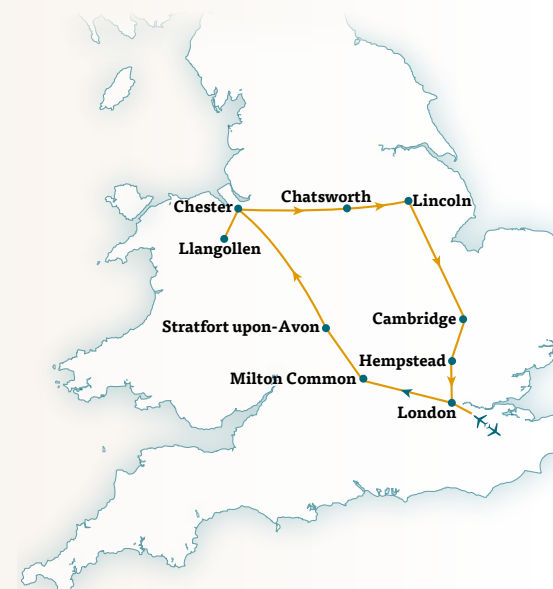 Chatsworth
Lincoln
Chester
Llangollen
Cambridge
Stratfort upon-Avon
Hempstead
Milton Common
London